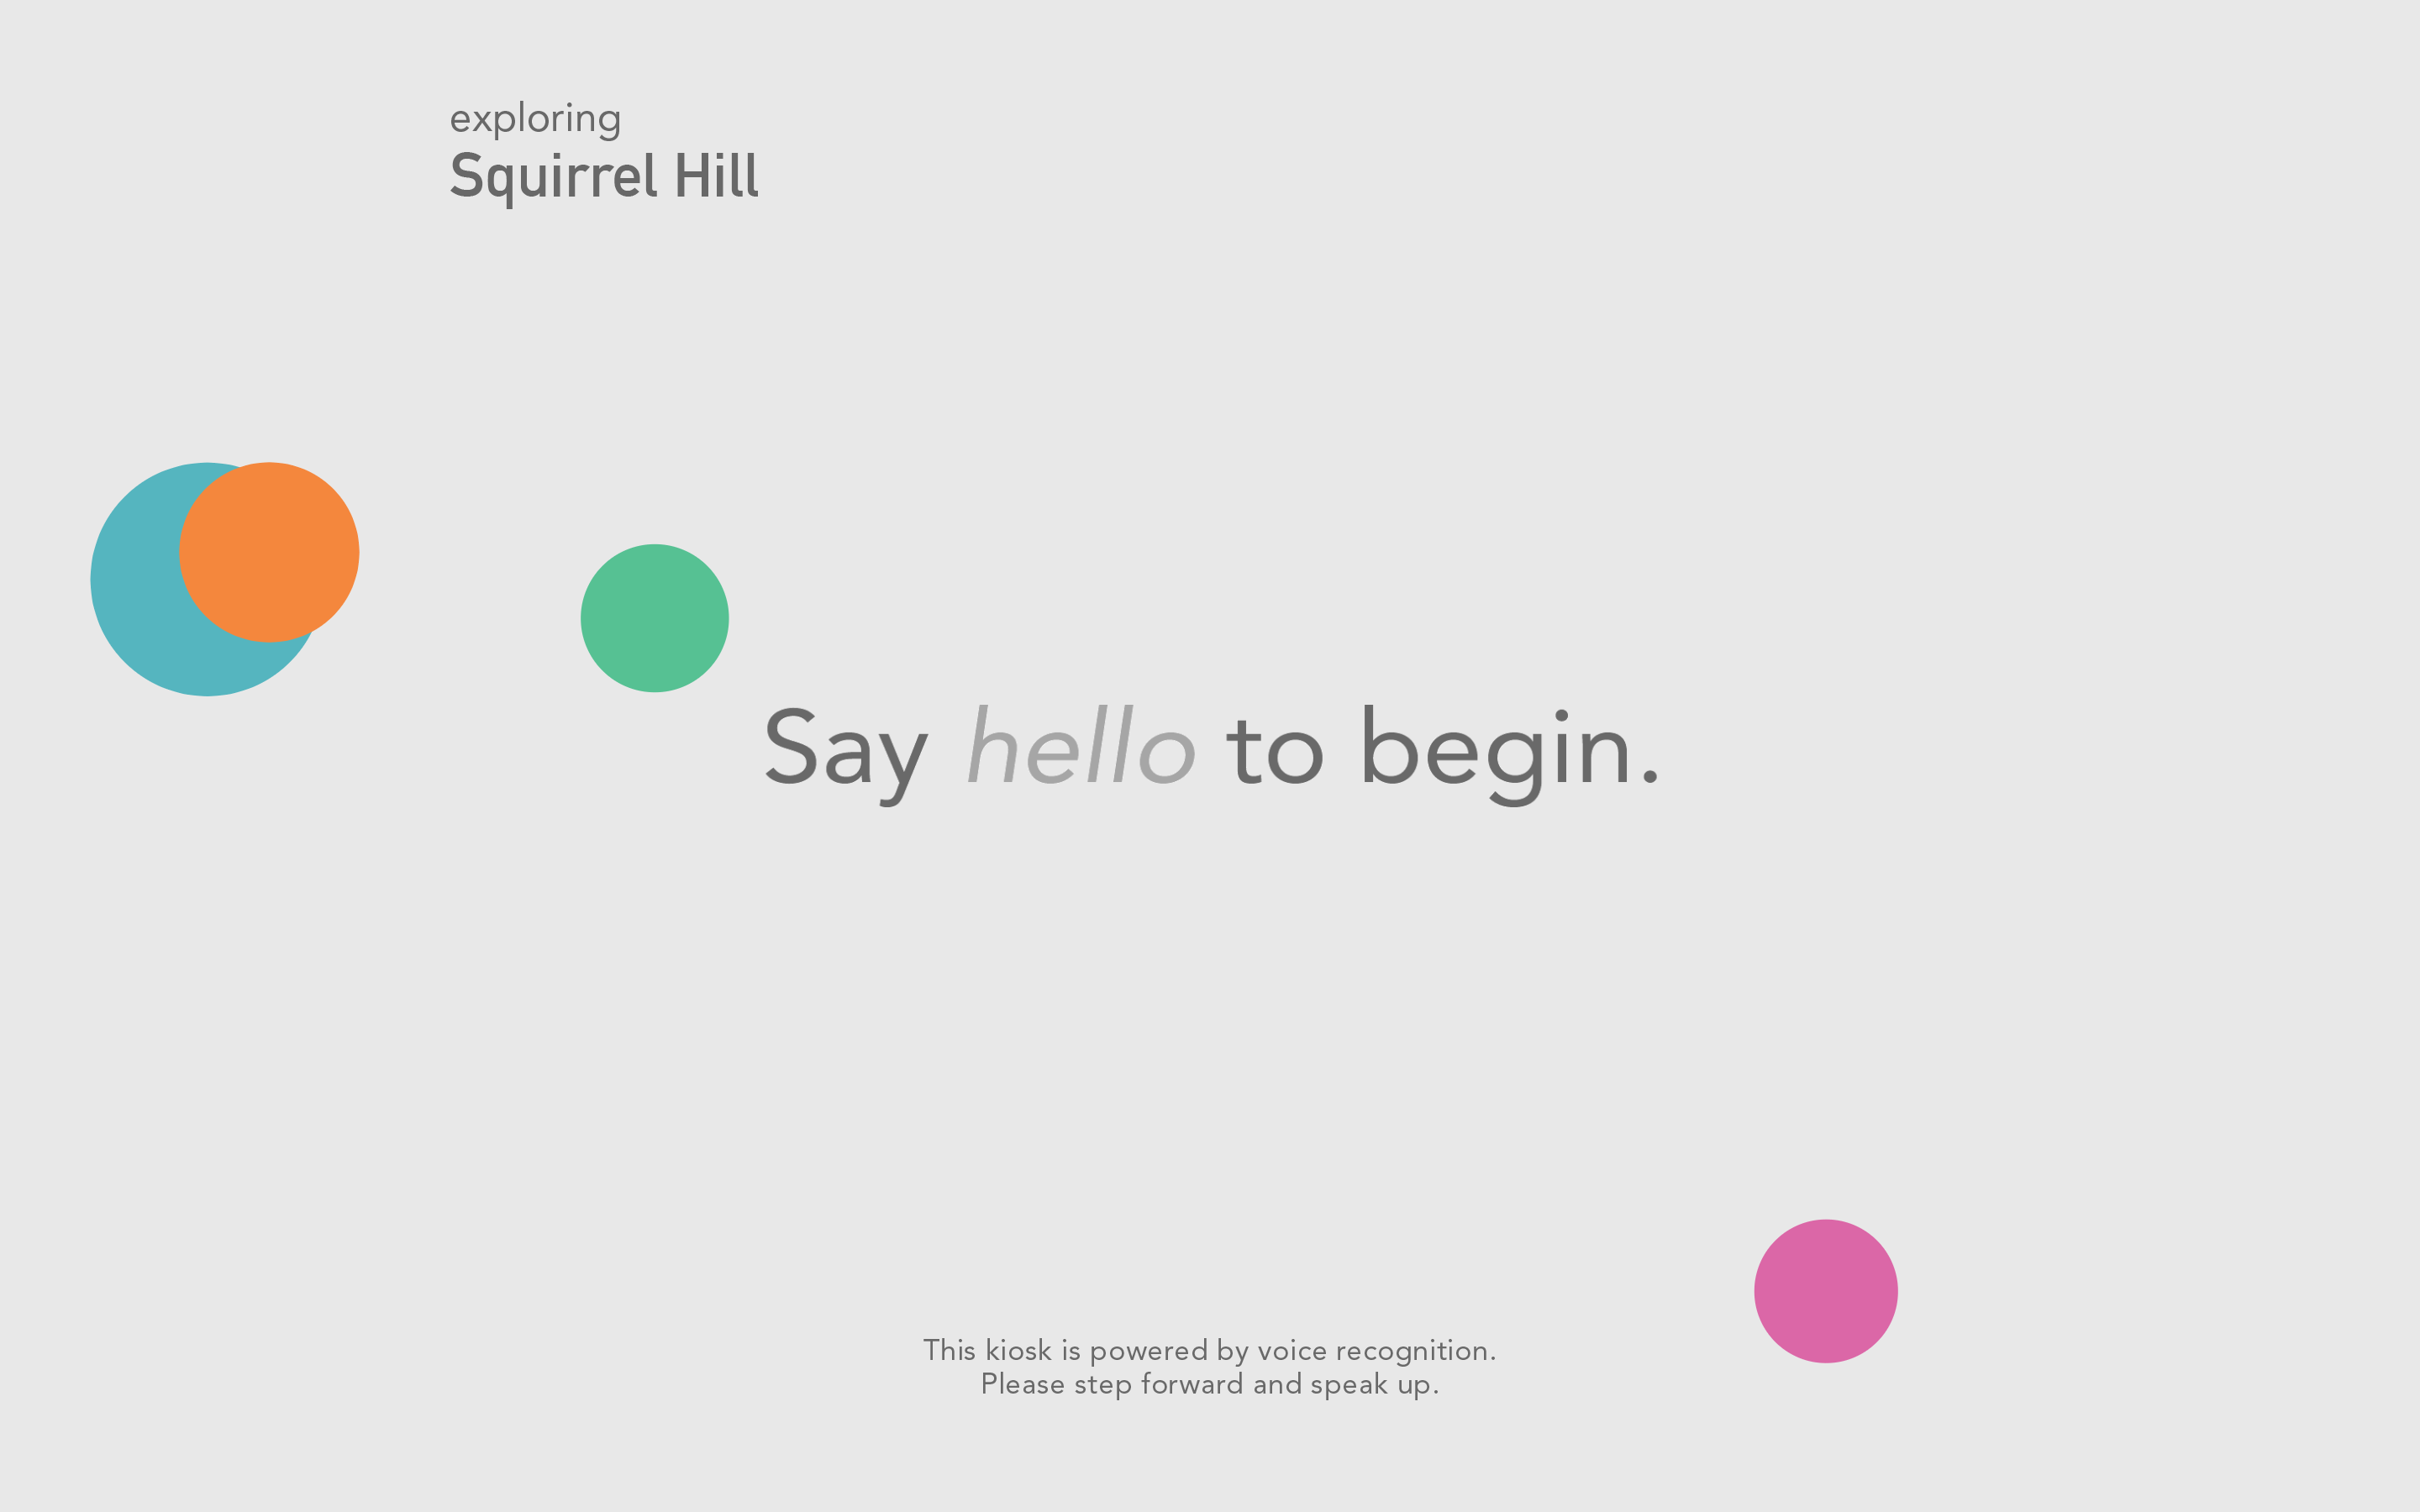 exploring
Squirrel Hill
Say hello to begin.
This kiosk is powered by voice recognition.
Please step forward and speak up.